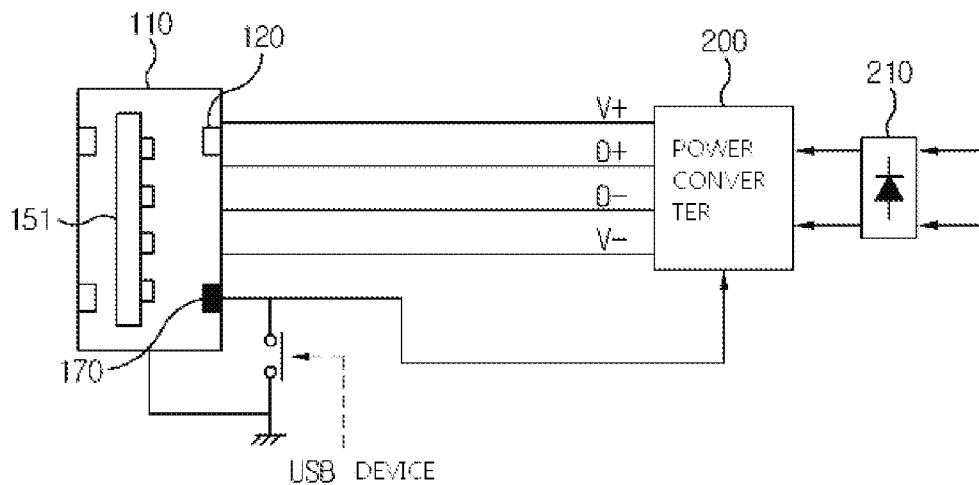 110
120
200
210
V+
D+
D-
V-
POWER
CONVER
TER
151
170
USB DEVICE